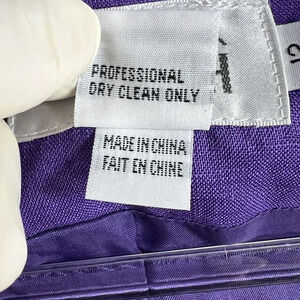 PROFESSIONAL
DRY CLEAN ONLY
MADE IN CHINA
FAIT EN CHINE